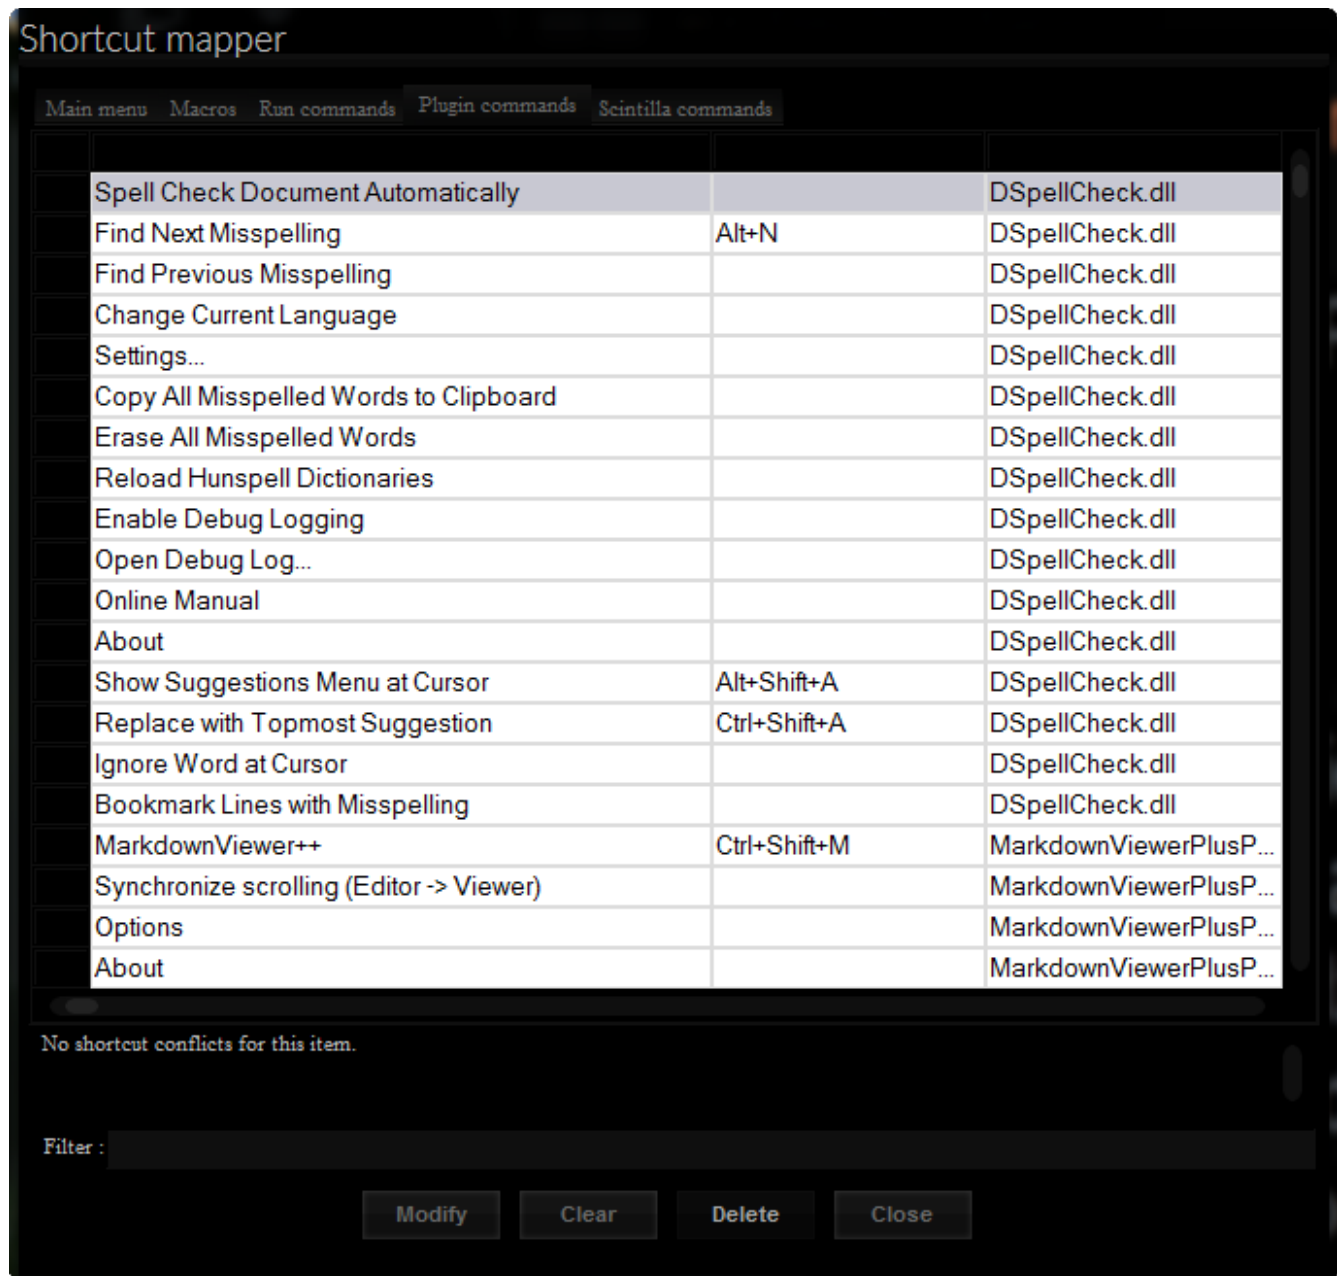 Shortcut mapper
Main menu Macros Run commands Plugin commands Scintilla commands
Spell Check Document Automatically DSpellCheck.dll
Find Next Misspelling Alt+N DSpellCheck.dll
Find Previous Misspelling DSpellCheck.dll
Change Current Language DSpellCheck.dll
Settings... DSpellCheck.dll
Copy All Misspelled Words to Clipboard DSpellCheck.dll
Erase All Misspelled Words DSpellCheck.dll
Reload Hunspell Dictionaries DSpellCheck.dll
Enable Debug Logging DSpellCheck.dll
Open Debug Log... DSpellCheck.dll
Online Manual DSpellCheck.dll
About DSpellCheck.dll
Show Suggestions Menu at Cursor Alt+Shift+A DSpellCheck.dll
Replace with Topmost Suggestion Ctrl+Shift+A DSpellCheck.dll
Ignore Word at Cursor DSpellCheck.dll
Bookmark Lines with Misspelling DSpellCheck.dll
MarkdownViewer++ Ctrl+Shift+M MarkdownViewerPlusP...
Synchronize scrolling (Editor -> Viewer) MarkdownViewerPlusP...
Options MarkdownViewerPlusP...
About MarkdownViewerPlusP...
No shortcut conflicts for this item.
Filter :
Modify Clear Delete Close